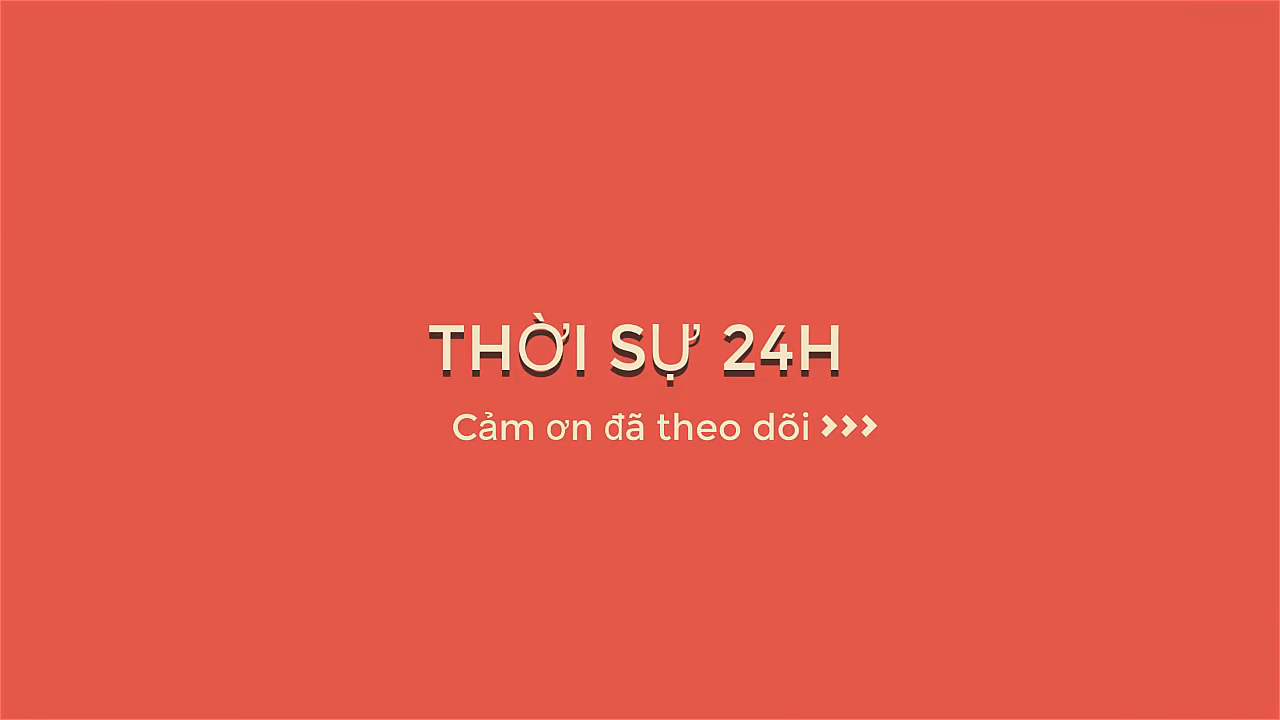 THỜI SỰ 24H
Cảm ơn đã theo dõi >>>